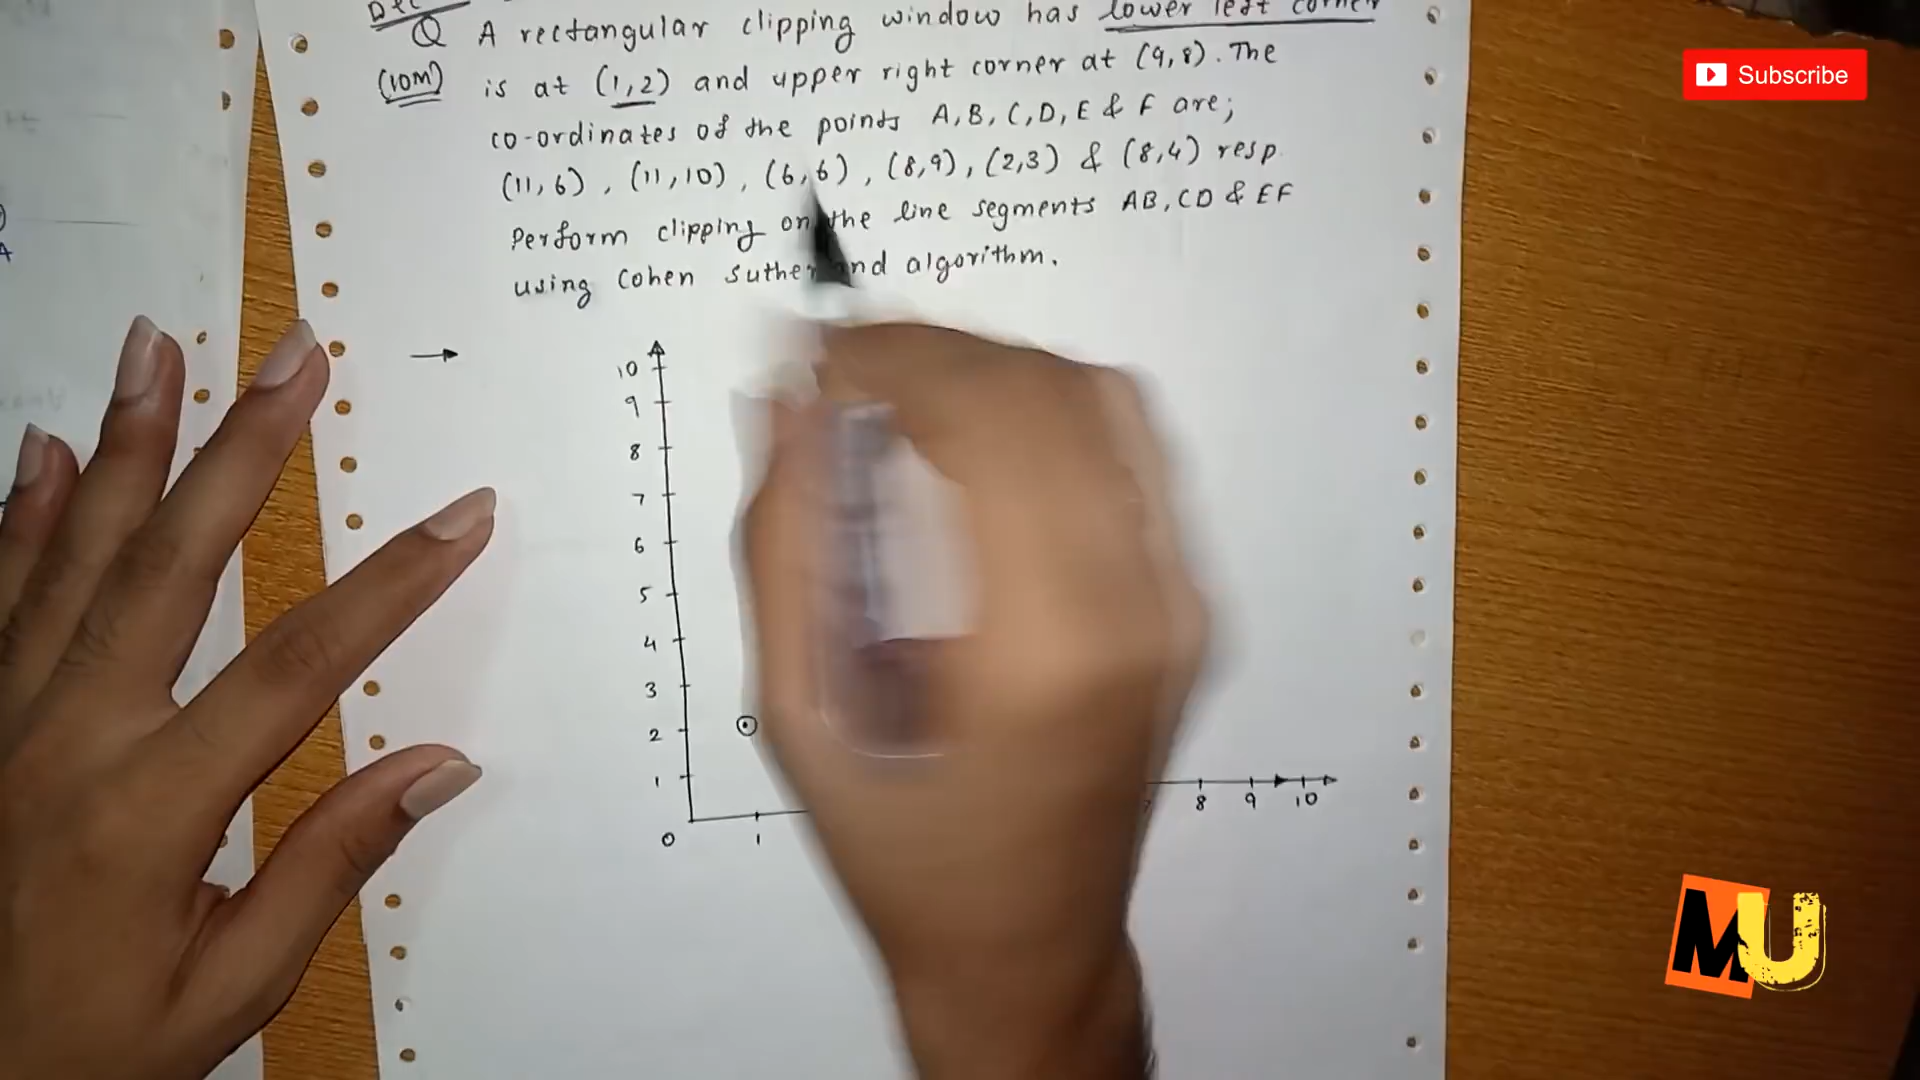 Dec
Q A rectangular clipping window has lower left corner
(10M) is at (1,2) and upper right corner at (9,8). The
co-ordinates of the points A, B, C, D, E & F are;
(11,6), (11,10), (6,6), (8,9), (2,3) & (8,4) resp.
Perform clipping on the line segments AB, CD & EF
using Cohen Suther and algorithm.
10
9
8
7
6
5
4
3
2
1
0 1 8 9 10
Subscribe
MU